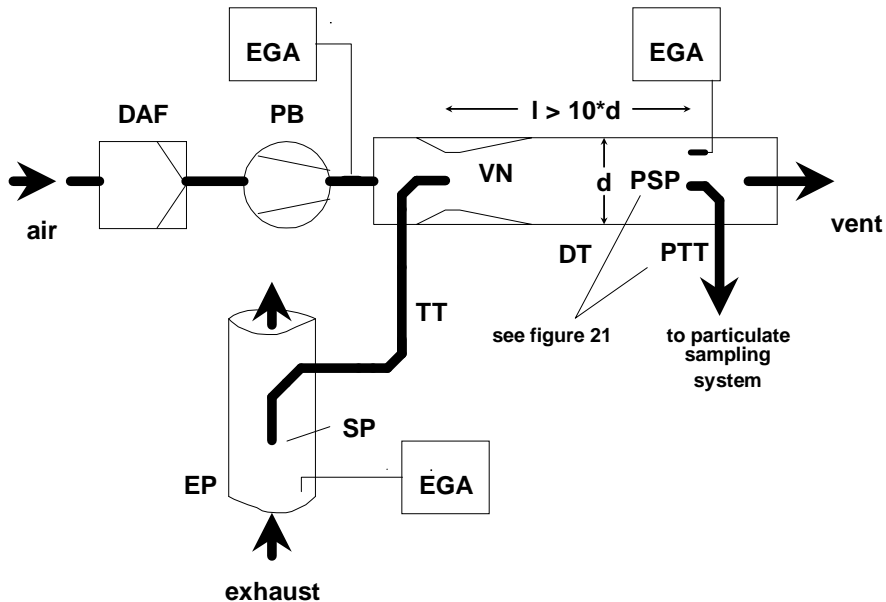 EGA
EGA
DAF
PB
l > 10*d
VN
d
PSP
air
vent
DT
PTT
TT
see figure 21
to particulate
sampling
system
SP
EP
EGA
exhaust